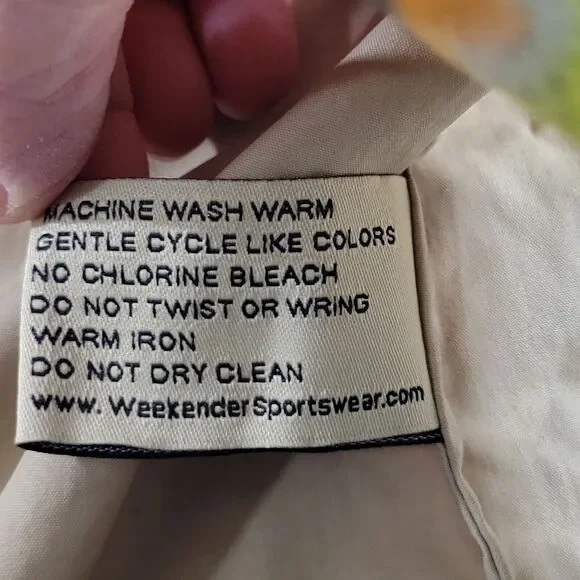 MACHINE WASH WARM
GENTLE CYCLE LIKE COLORS
NO CHLORINE BLEACH
DO NOT TWIST OR WRING
WARM IRON
DO NOT DRY CLEAN
www.WeekenderSportswear.com